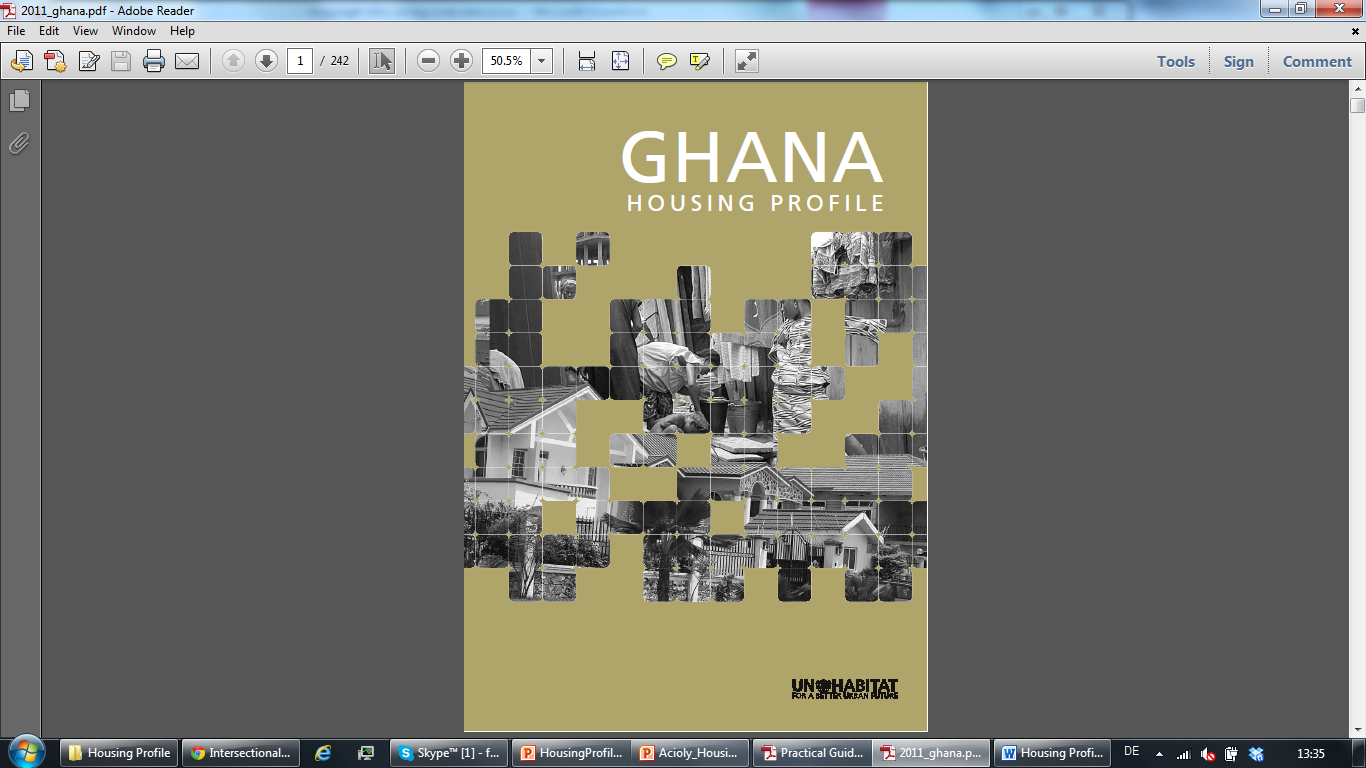 2011_ghana.pdf - Adobe Reader
File Edit View Window Help
1 / 242 50.5% Tools Sign Comment
GHANA
HOUSING PROFILE
UN HABITAT
FOR A BETTER URBAN FUTURE
Housing Profile Intersectional... Skype™ [1] - f... HousingProfil... Acioly_Housi... Practical Guid... 2011_ghana.p... Housing Profi... DE 13:35